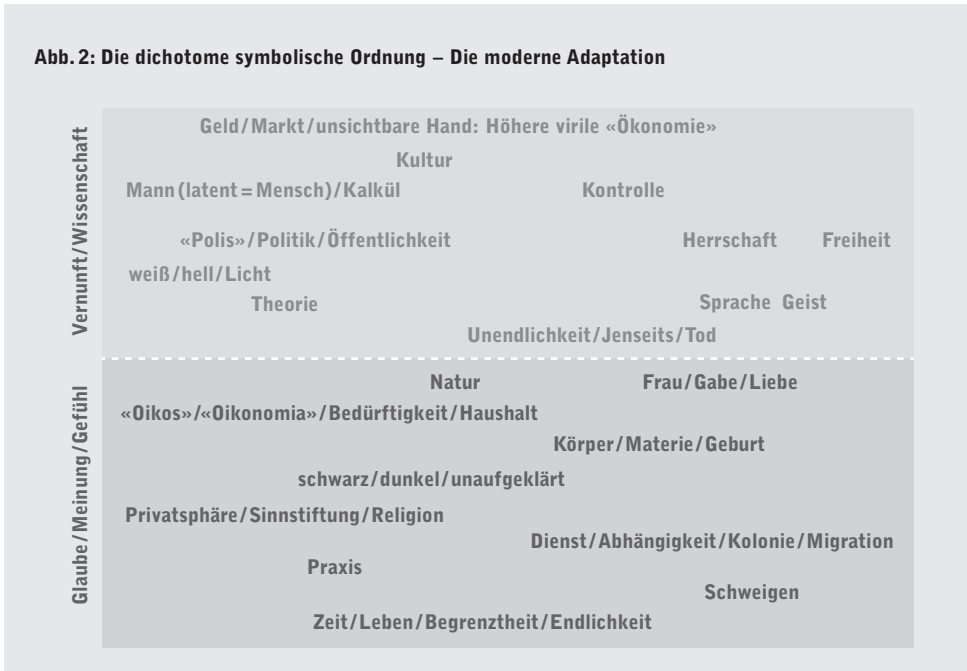 Abb. 2: Die dichotome symbolische Ordnung – Die moderne Adaptation
Vernunft/Wissenschaft
Geld/Markt/unsichtbare Hand: Höhere virile «Ökonomie»
Kultur
Mann (latent = Mensch)/Kalkül Kontrolle
«Polis»/Politik/Öffentlichkeit Herrschaft Freiheit
weiß/hell/Licht
Theorie Sprache Geist
Unendlichkeit/Jenseits/Tod
Glaube/Meinung/Gefühl
Natur Frau/Gabe/Liebe
«Oikos»/«Oikonomia»/Bedürftigkeit/Haushalt
Körper/Materie/Geburt
schwarz/dunkel/unaufgeklärt
Privatsphäre/Sinnstiftung/Religion
Dienst/Abhängigkeit/Kolonie/Migration
Praxis
Schweigen
Zeit/Leben/Begrenztheit/Endlichkeit